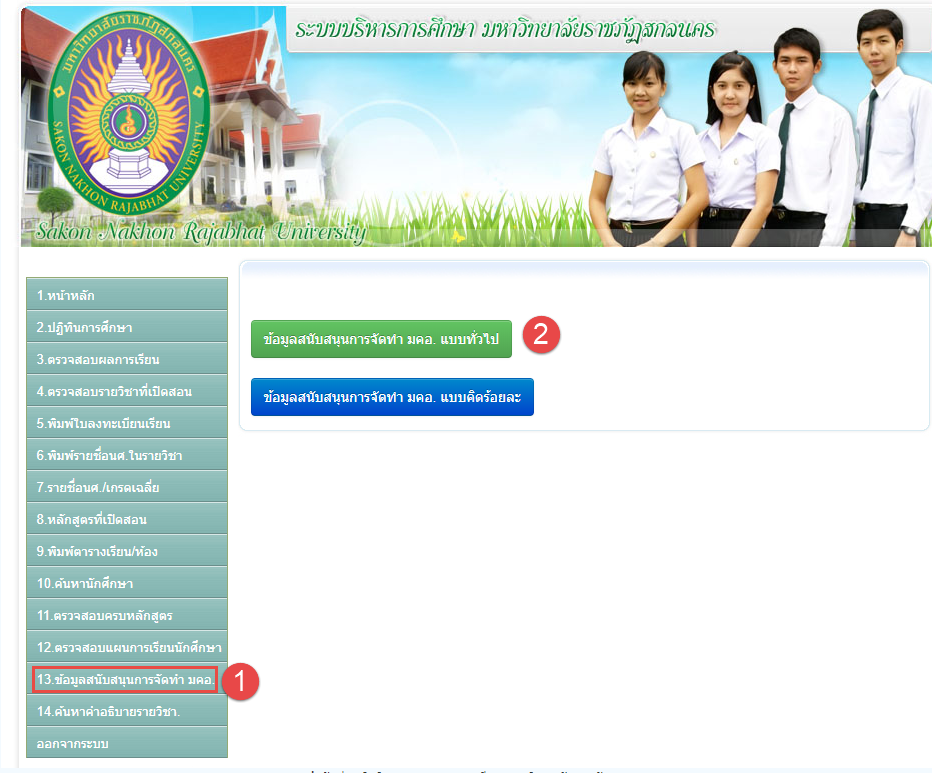 ระบบบริหารการศึกษา มหาวิทยาลัยราชภัฏสกลนคร
มหาวิทยาลัยราชภัฏสกลนคร
SAKON NAKHON RAJABHAT UNIVERSITY
Sakon Nakhon Rajabhat University
1.หน้าหลัก
2.ปฏิทินการศึกษา
3.ตรวจสอบผลการเรียน
4.ตรวจสอบรายวิชาที่เปิดสอน
5.พิมพ์ใบลงทะเบียนเรียน
6.พิมพ์รายชื่อนศ.ในรายวิชา
7.รายชื่อนศ./เกรดเฉลี่ย
8.หลักสูตรที่เปิดสอน
9.พิมพ์ตารางเรียน/ห้อง
10.ค้นหานักศึกษา
11.ตรวจสอบครบหลักสูตร
12.ตรวจสอบแผนการเรียนนักศึกษา
13.ข้อมูลสนับสนุนการจัดทำ มคอ. 1
14.ค้นหาคำอธิบายรายวิชา.
ออกจากระบบ
ข้อมูลสนับสนุนการจัดทำ มคอ. แบบทั่วไป 2
ข้อมูลสนับสนุนการจัดทำ มคอ. แบบคิดร้อยละ